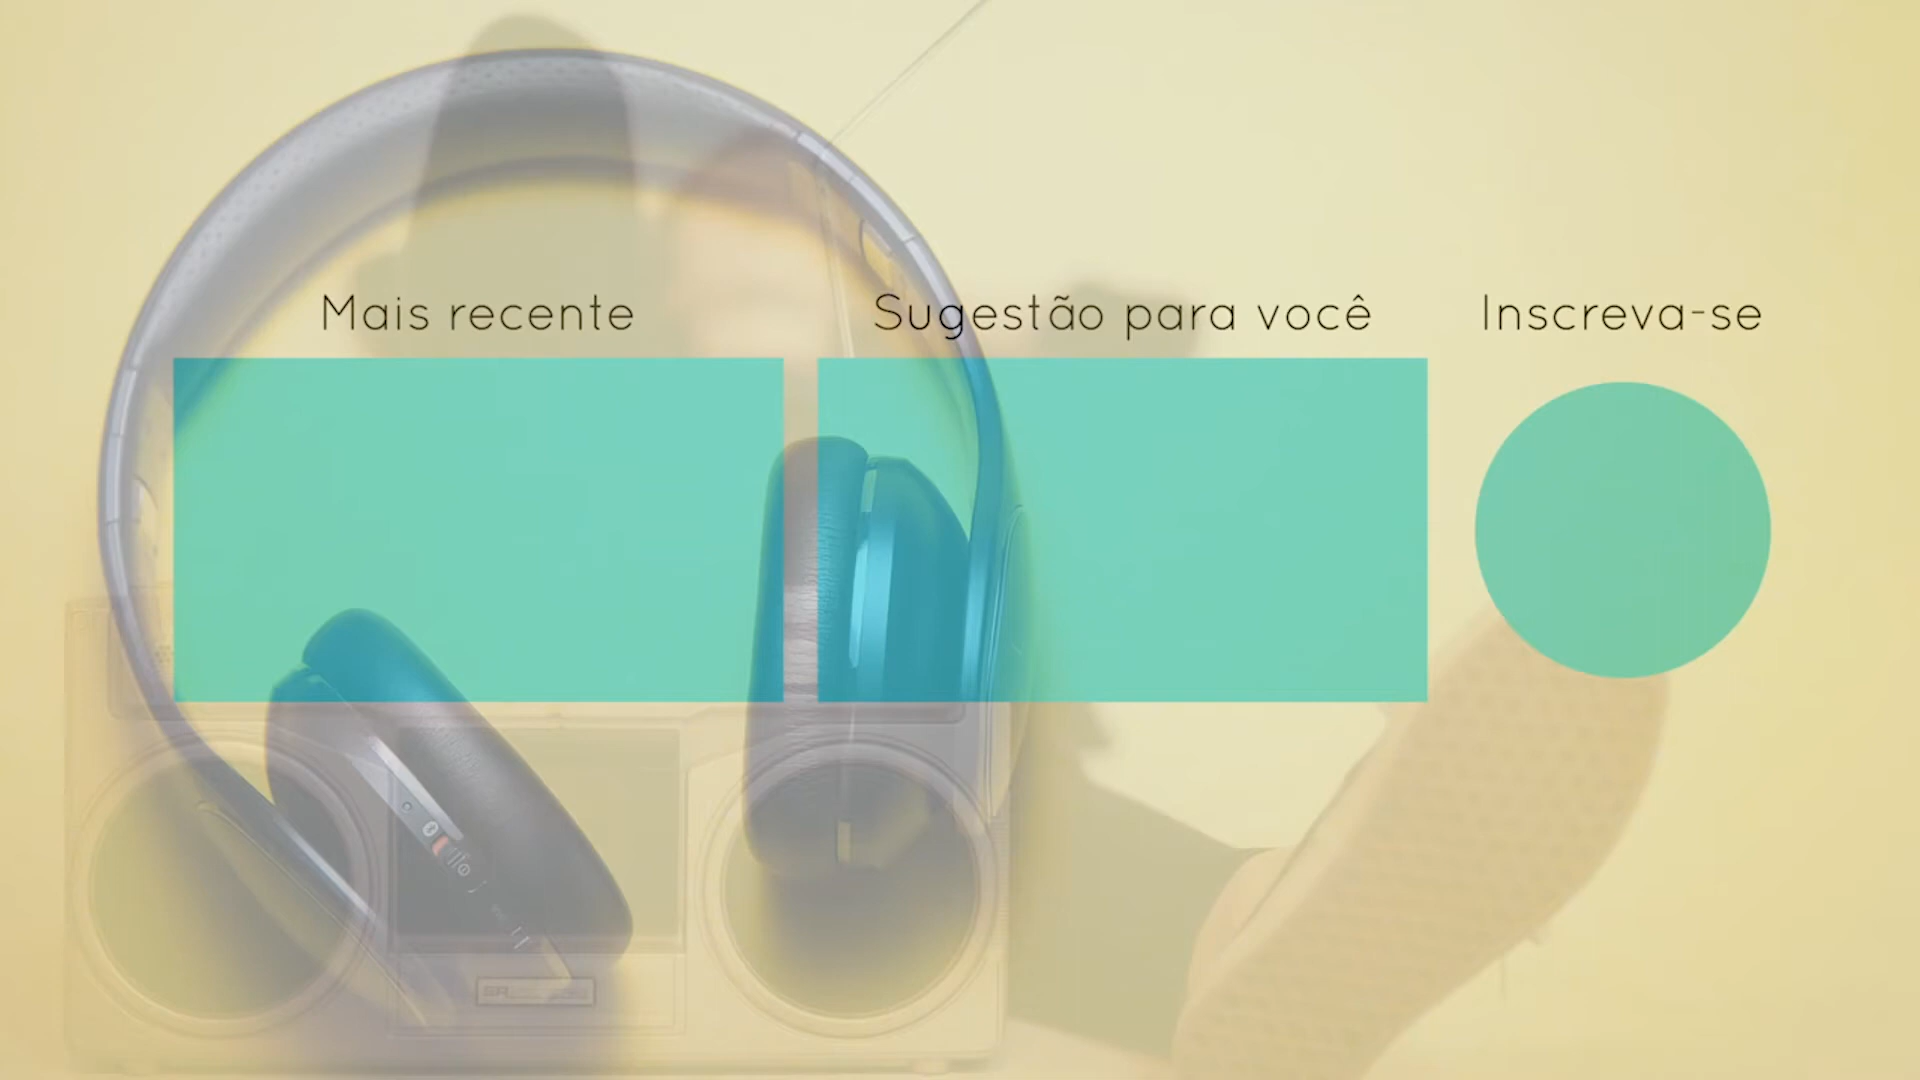 Mais recente
Sugestão para você
Inscreva-se